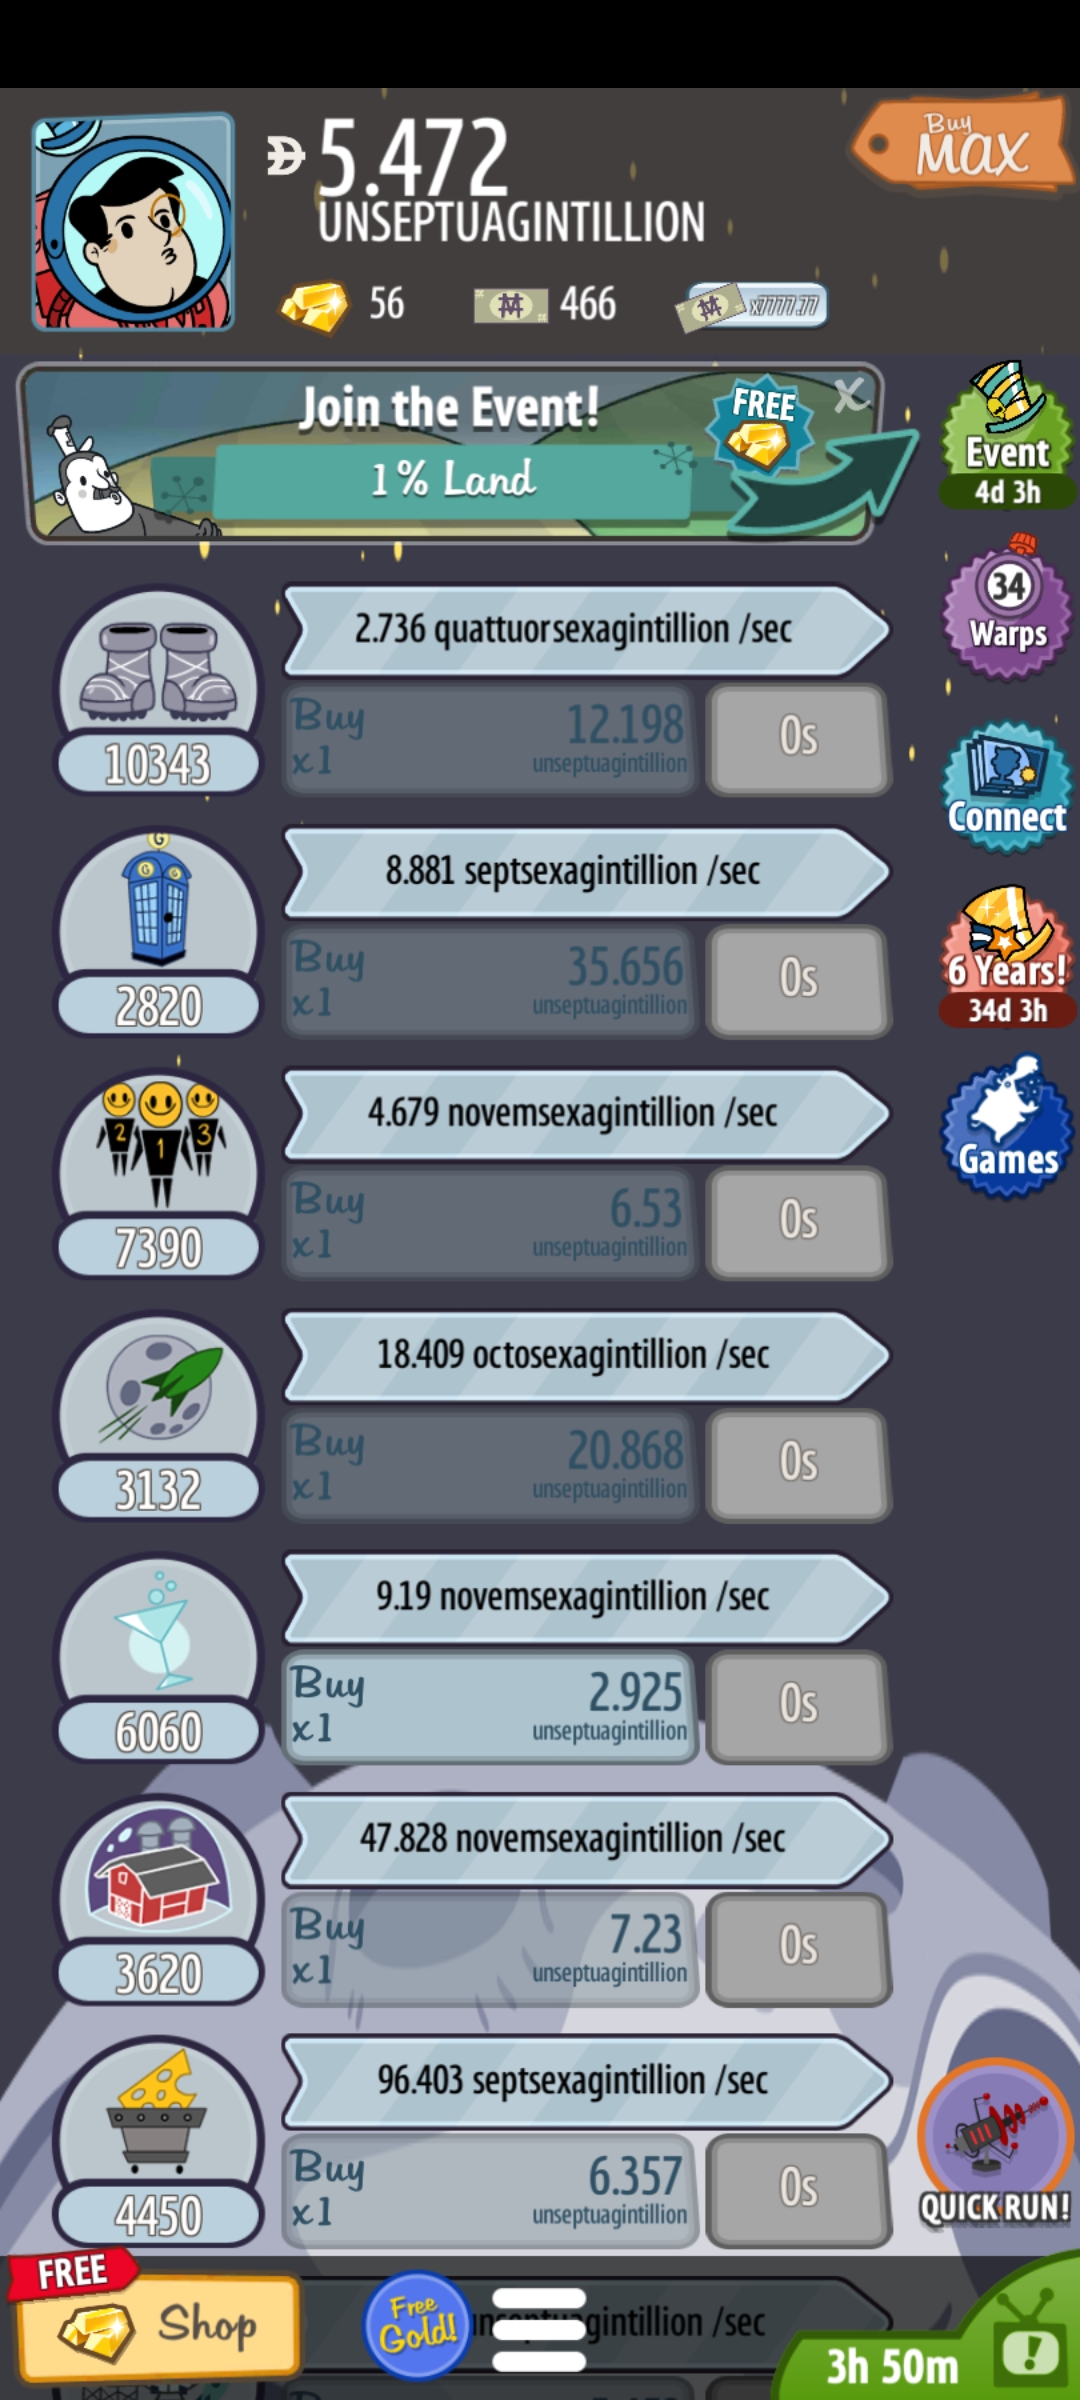 5.472
UNSEPTUAGINTILLION
Buy
MAX
56
466
x7777.77
Join the Event!
1% Land
FREE
X
Event
4d 3h
34
Warps
Connect
6 Years!
34d 3h
Games
2.736 quattuorsexagintillion /sec
10343
Buy
x1
12.198
unseptuagintillion
0s
G
G G
8.881 septsexagintillion /sec
2820
Buy
x1
35.656
unseptuagintillion
0s
2 1 3
4.679 novemsexagintillion /sec
7390
Buy
x1
6.53
unseptuagintillion
0s
18.409 octosexagintillion /sec
3132
Buy
x1
20.868
unseptuagintillion
0s
9.19 novemsexagintillion /sec
6060
Buy
x1
2.925
unseptuagintillion
0s
47.828 novemsexagintillion /sec
3620
Buy
x1
7.23
unseptuagintillion
0s
96.403 septsexagintillion /sec
4450
Buy
x1
6.357
unseptuagintillion
0s
QUICK RUN!
FREE
Shop
Free
Gold!
/sec
3h 50m
!